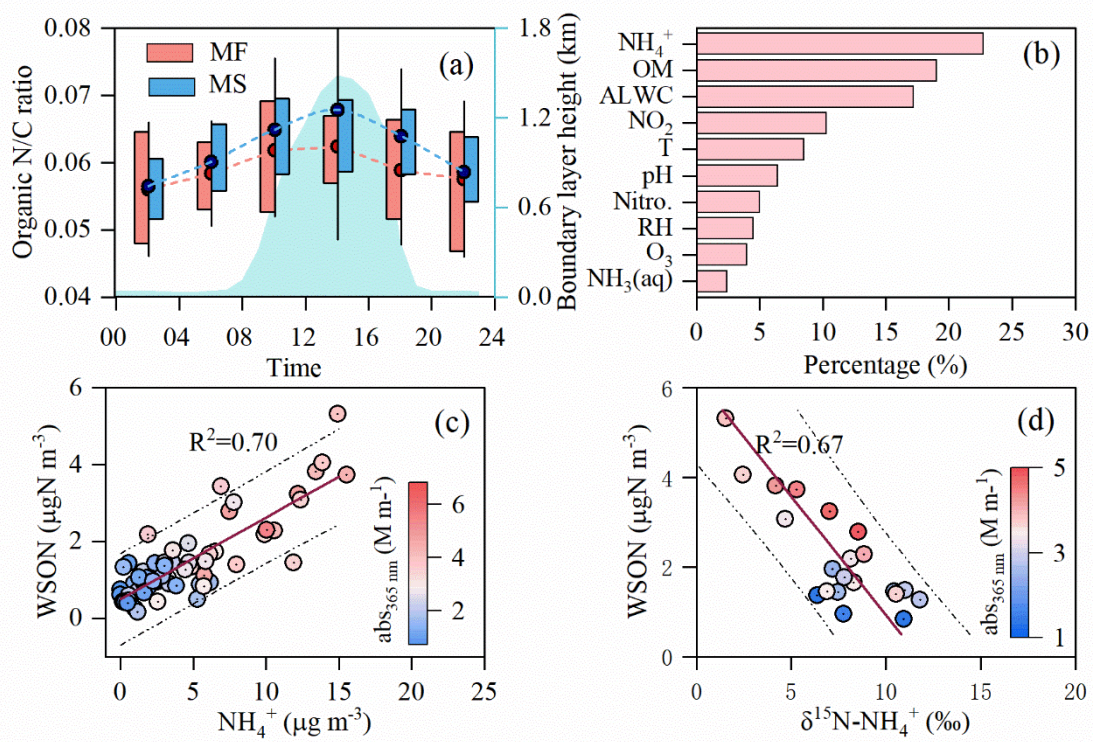 0.08
0.07
0.06
0.05
0.04
Organic N/C ratio
MF
MS
(a)
1.8
1.2
0.6
0.0
Boundary layer height (km)
00 04 08 12 16 20 24
Time
(b)
NH₄⁺
OM
ALWC
NO₂
T
pH
Nitro.
RH
O₃
NH₃(aq)
0 5 10 15 20 25 30
Percentage (%)
6
4
2
0
WSON (μgN m⁻³)
R²=0.70
(c)
6
4
2
abs₃₆₅ ₙₘ (M m⁻¹)
0 5 10 15 20 25
NH₄⁺ (μg m⁻³)
6
4
2
0
WSON (μgN m⁻³)
R²=0.67
(d)
5
3
1
abs₃₆₅ ₙₘ (M m⁻¹)
0 5 10 15 20
δ¹⁵N-NH₄⁺ (‰)